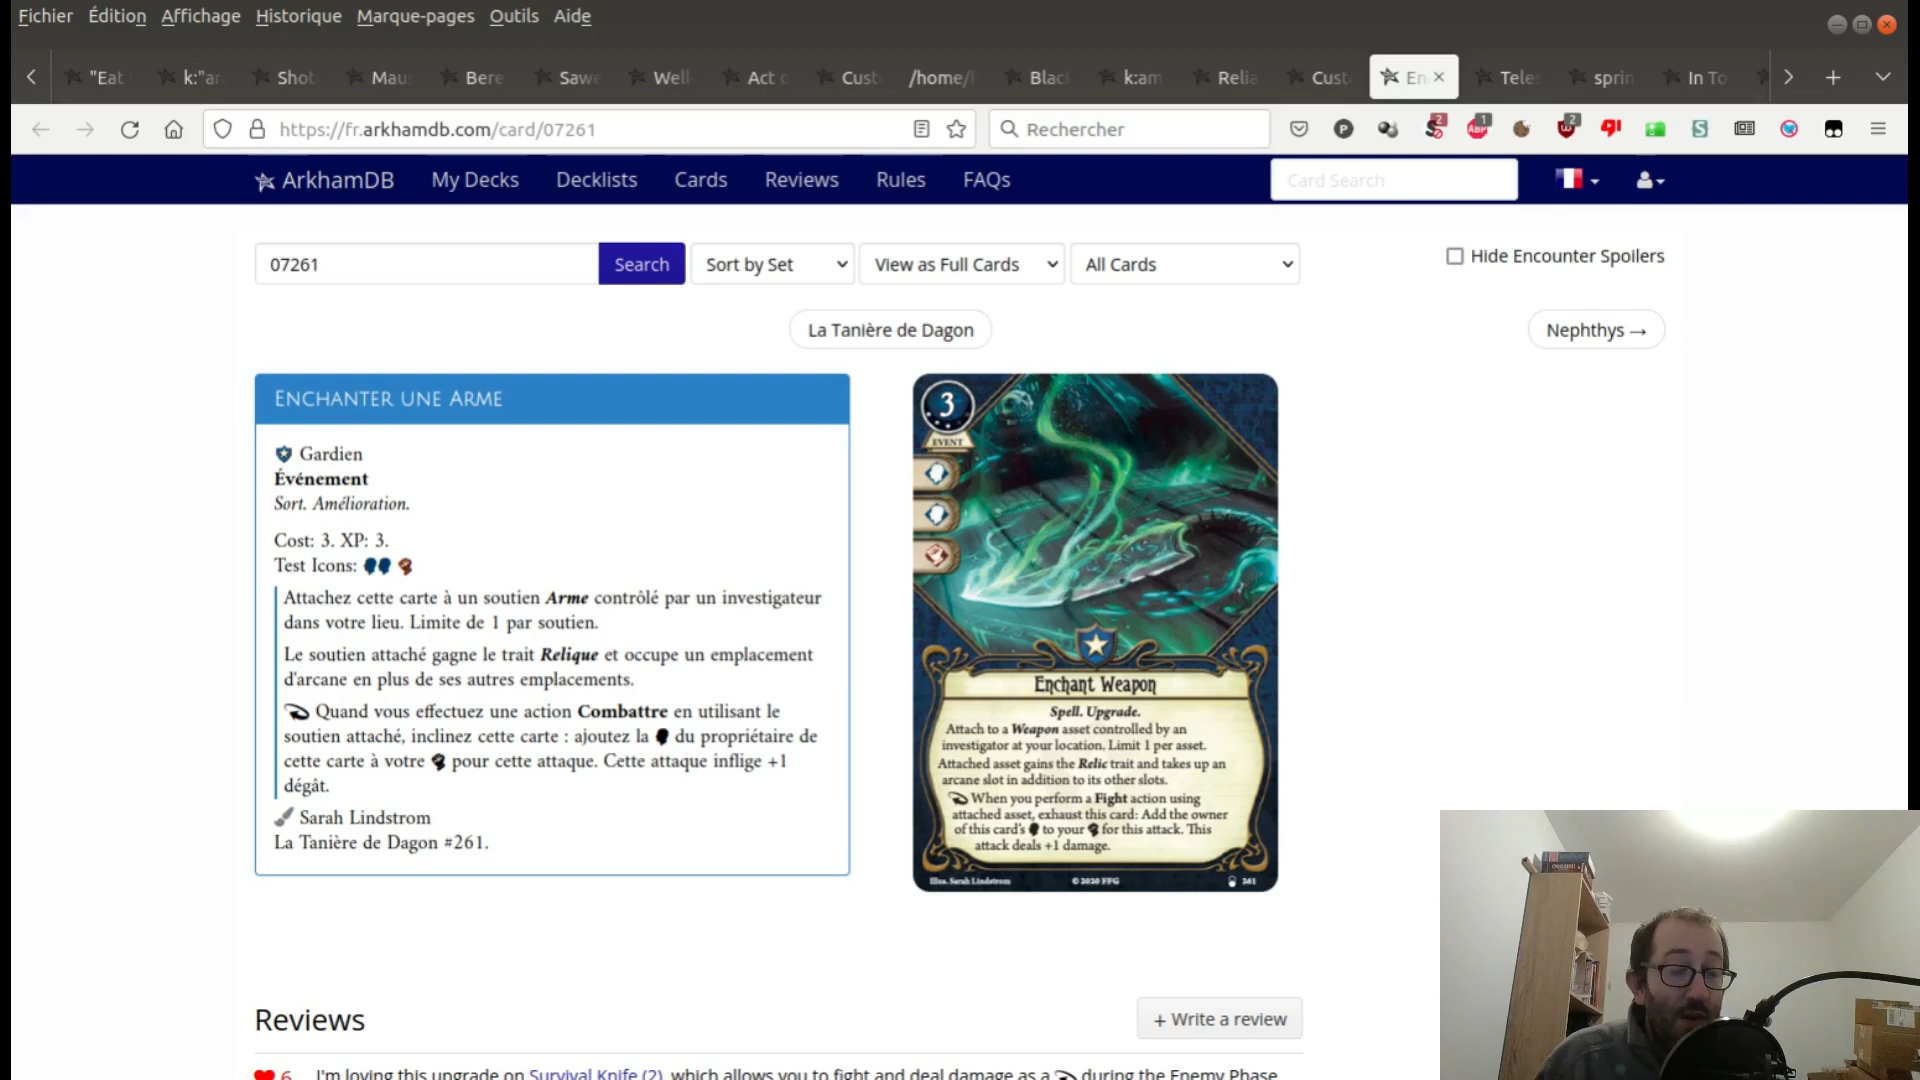 Fichier Édition Affichage Historique Marque-pages Outils Aide
"Eat k:"ar Shot Mau Bere Sawe Well Act o Cust /home/ Blac k:am Relia Cust En Teles sprin In To
https://fr.arkhamdb.com/card/07261
Rechercher
ArkhamDB My Decks Decklists Cards Reviews Rules FAQs
Card Search
07261
Search
Sort by Set
View as Full Cards
All Cards
Hide Encounter Spoilers
La Tanière de Dagon
Nephthys →
Enchanter une Arme
Gardien
Événement
Sort. Amélioration.
Cost: 3. XP: 3.
Test Icons:
Attachez cette carte à un soutien Arme contrôlé par un investigateur
dans votre lieu. Limite de 1 par soutien.
Le soutien attaché gagne le trait Relique et occupe un emplacement
d'arcane en plus de ses autres emplacements.
Quand vous effectuez une action Combattre en utilisant le
soutien attaché, inclinez cette carte : ajoutez la du propriétaire de
cette carte à votre pour cette attaque. Cette attaque inflige +1
dégât.
Sarah Lindstrom
La Tanière de Dagon #261.
3
EVENT
Enchant Weapon
Spell. Upgrade.
Attach to a Weapon asset controlled by an
investigator at your location. Limit 1 per asset.
Attached asset gains the Relic trait and takes up an
arcane slot in addition to its other slots.
When you perform a Fight action using
attached asset, exhaust this card: Add the owner
of this card's to your for this attack. This
attack deals +1 damage.
Illus. Sarah Lindstrom © 2020 FFG 261
Reviews
+ Write a review
6 I'm loving this upgrade on Survival Knife (2), which allows you to fight and deal damage as a during the Enemy Phase